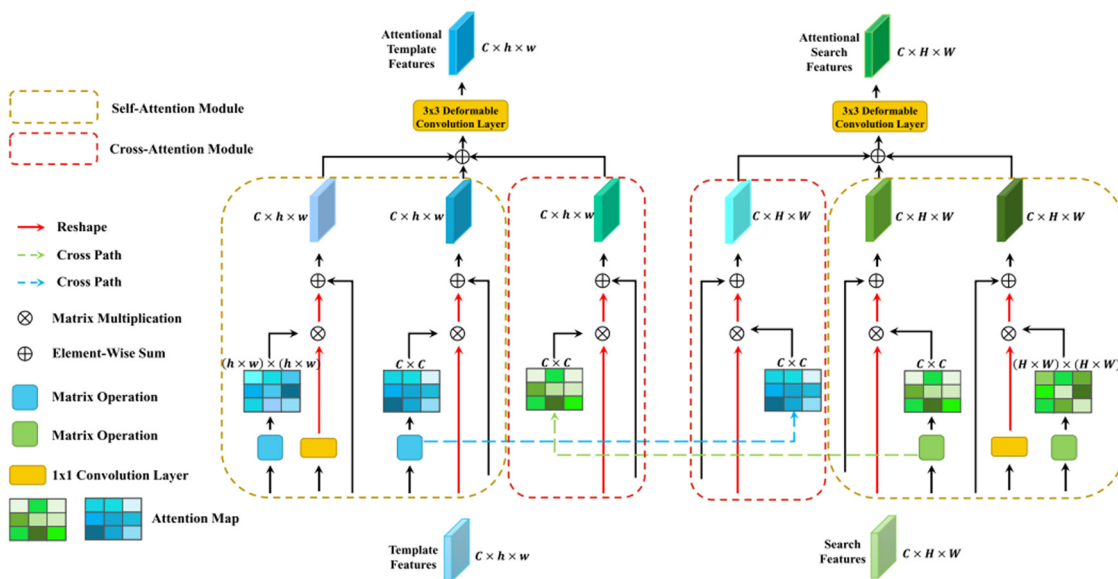 Attentional
Template
Features
C × h × w
Attentional
Search
Features
C × H × W
Self-Attention Module
Cross-Attention Module
3x3 Deformable
Convolution Layer
3x3 Deformable
Convolution Layer
C × h × w
C × h × w
C × h × w
C × H × W
C × H × W
C × H × W
Reshape
Cross Path
Cross Path
Matrix Multiplication
Element-Wise Sum
Matrix Operation
Matrix Operation
1x1 Convolution Layer
Attention Map
(h × w) × (h × w)
C × C
C × C
C × C
C × C
(H × W) × (H × W)
Template
Features
C × h × w
Search
Features
C × H × W